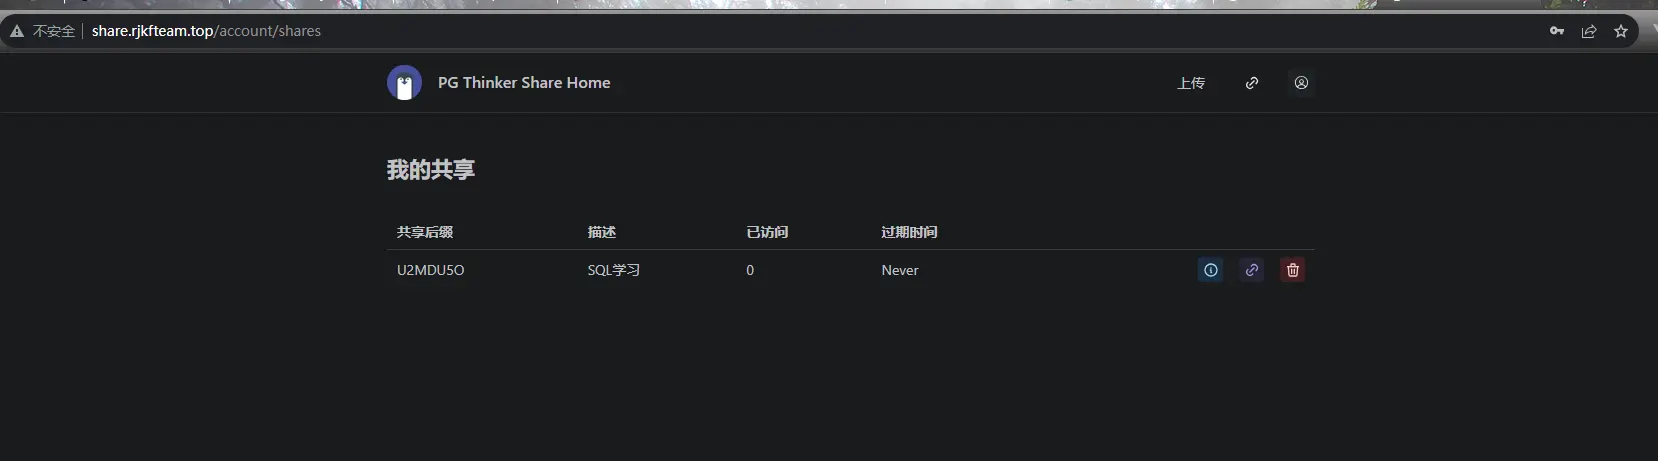 不安全 share.rjkfteam.top/account/shares
PG Thinker Share Home 上传
我的共享
共享后缀 描述 已访问 过期时间
U2MDU5O SQL学习 0 Never